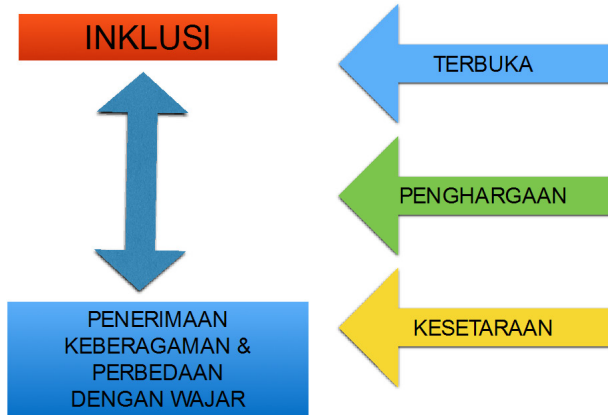 INKLUSI
TERBUKA
PENGHARGAAN
PENERIMAAN
KEBERAGAMAN &
PERBEDAAN
DENGAN WAJAR
KESETARAAN